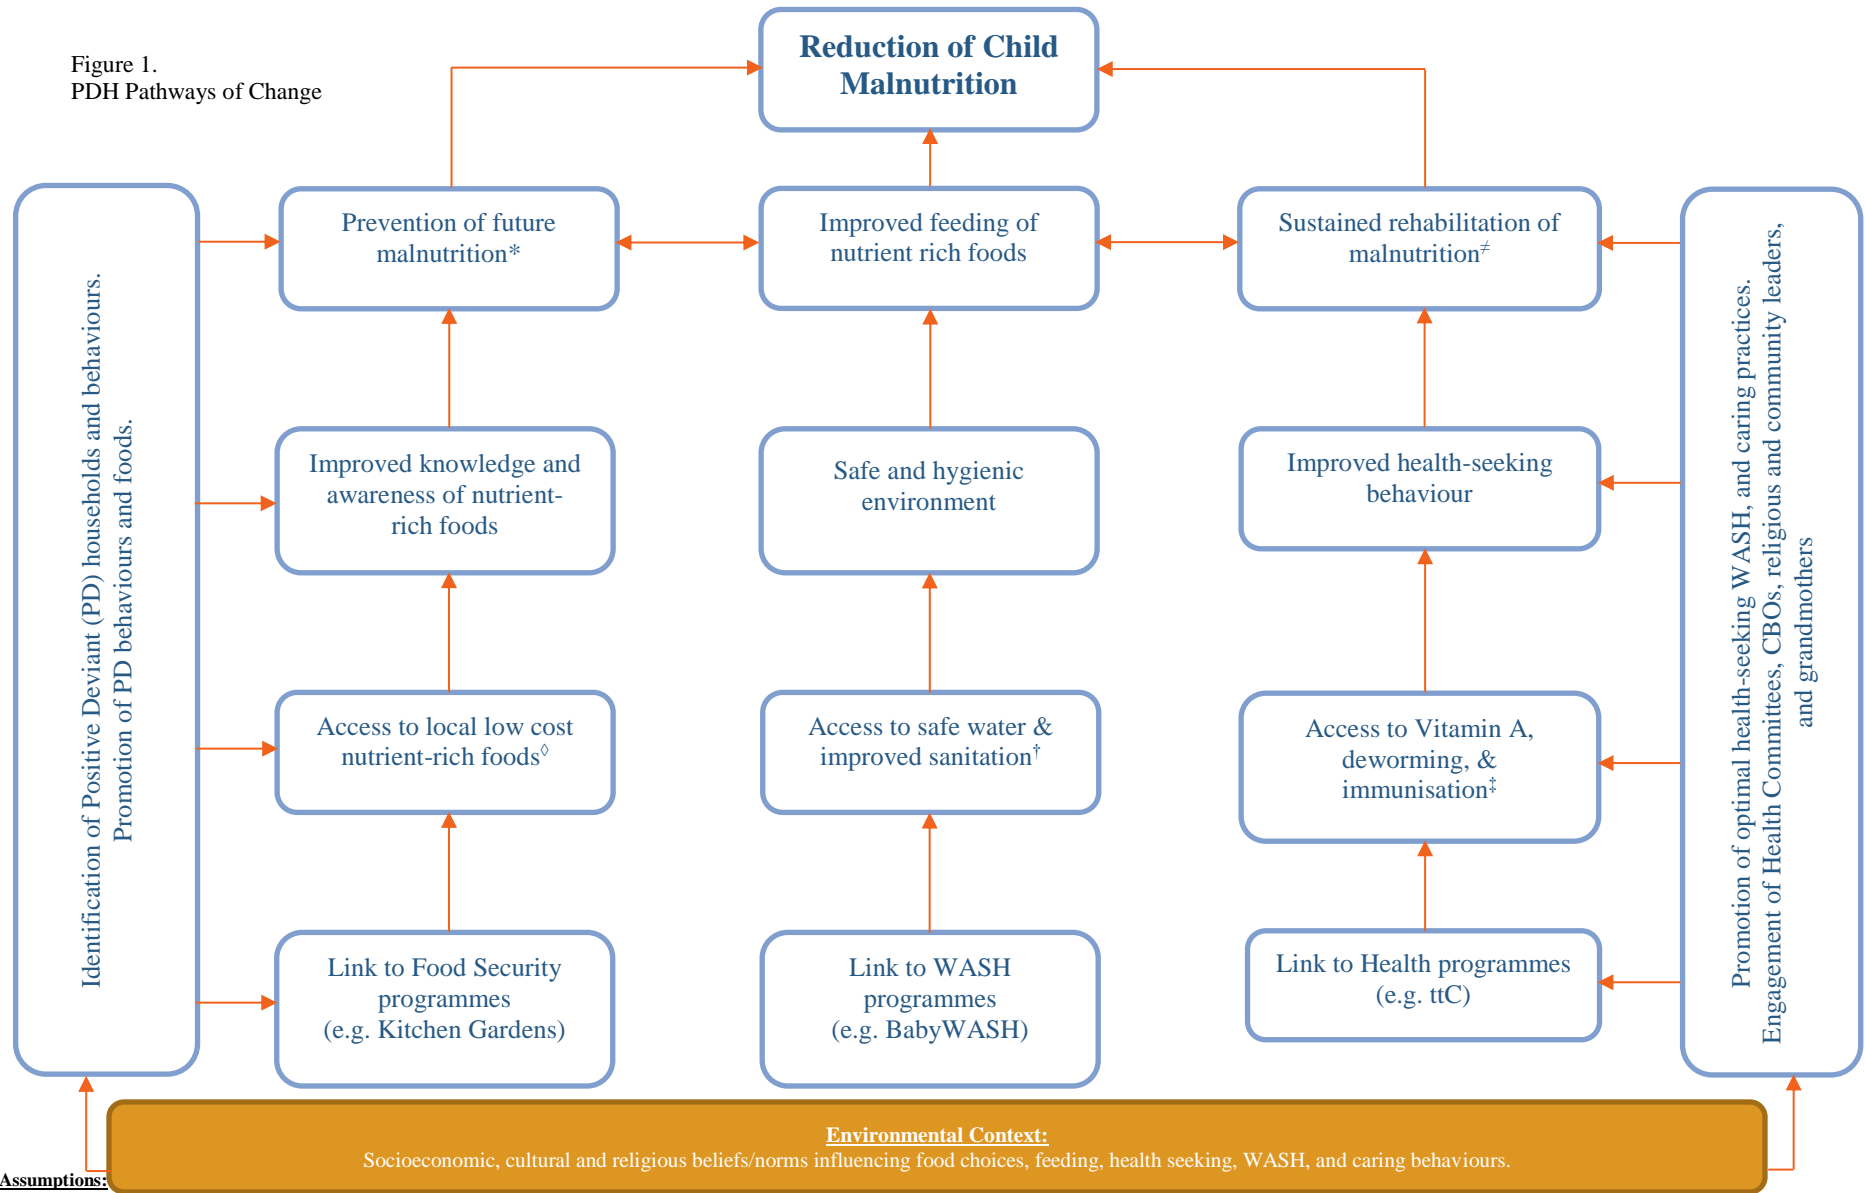 Figure 1.
PDH Pathways of Change
Reduction of Child
Malnutrition
Identification of Positive Deviant (PD) households and behaviours.
Promotion of PD behaviours and foods.
Prevention of future
malnutrition*
Improved feeding of
nutrient rich foods
Sustained rehabilitation of
malnutrition≠
Improved knowledge and
awareness of nutrient-
rich foods
Safe and hygienic
environment
Improved health-seeking
behaviour
Access to local low cost
nutrient-rich foods◊
Access to safe water &
improved sanitation†
Access to Vitamin A,
deworming, &
immunisation‡
Link to Food Security
programmes
(e.g. Kitchen Gardens)
Link to WASH
programmes
(e.g. BabyWASH)
Link to Health programmes
(e.g. ttC)
Promotion of optimal health-seeking WASH, and caring practices.
Engagement of Health Committees, CBOs, religious and community leaders,
and grandmothers
Environmental Context:
Socioeconomic, cultural and religious beliefs/norms influencing food choices, feeding, health seeking, WASH, and caring behaviours.
Assumptions: